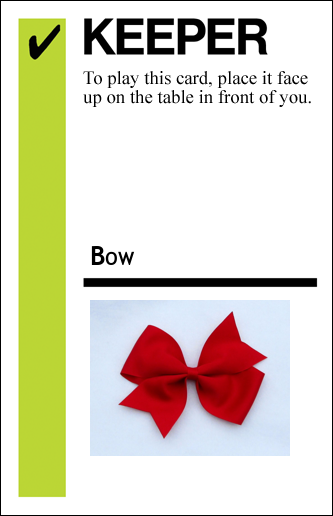 KEEPER
To play this card, place it face
up on the table in front of you.
Bow